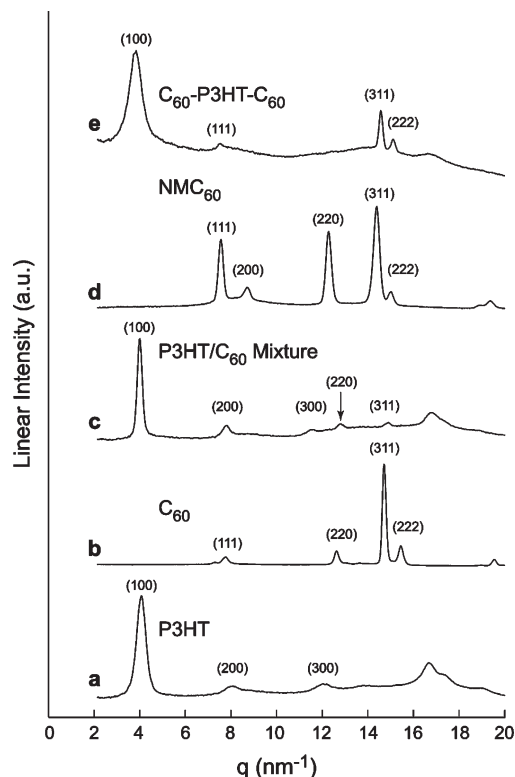 (100)
C60-P3HT-C60
(311)
(222)
(111)
e
NMC60
(311)
(220)
(111)
(200)
(222)
d
(100)
P3HT/C60 Mixture
(220)
(200)
(300)
(311)
c
(311)
C60
(222)
(220)
(111)
b
(100)
P3HT
(200)
(300)
a
Linear Intensity (a.u.)
0 2 4 6 8 10 12 14 16 18 20
q (nm-1)